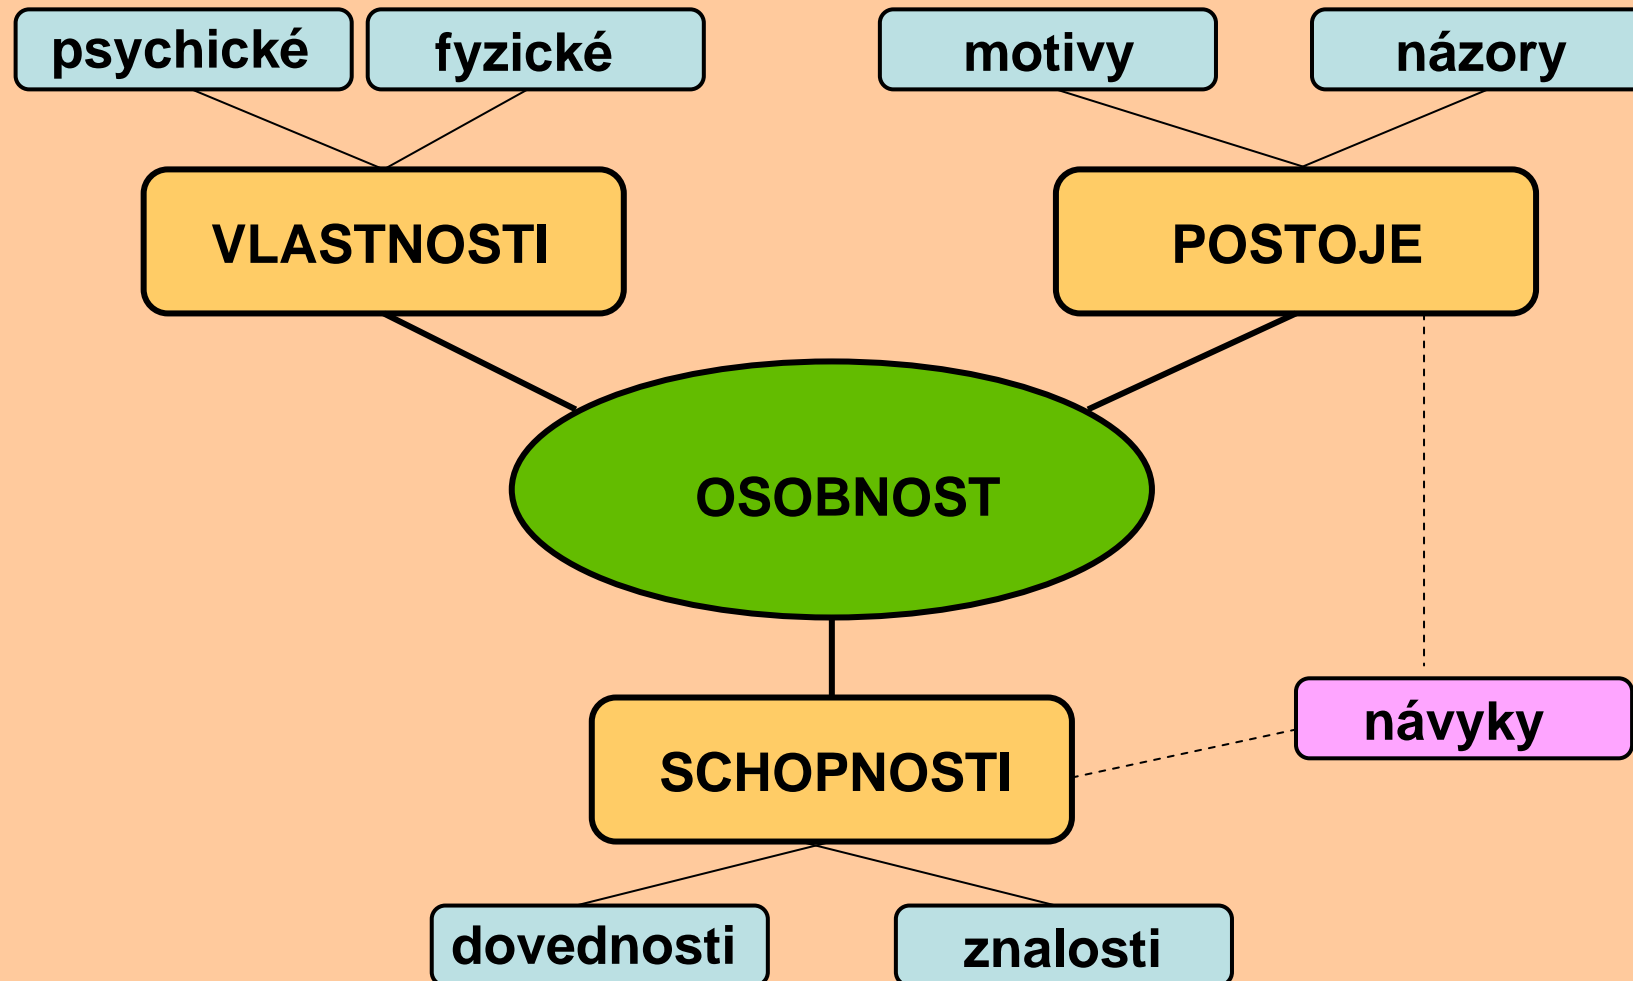 psychické
fyzické
motivy
názory
VLASTNOSTI
POSTOJE
OSOBNOST
návyky
SCHOPNOSTI
dovednosti
znalosti